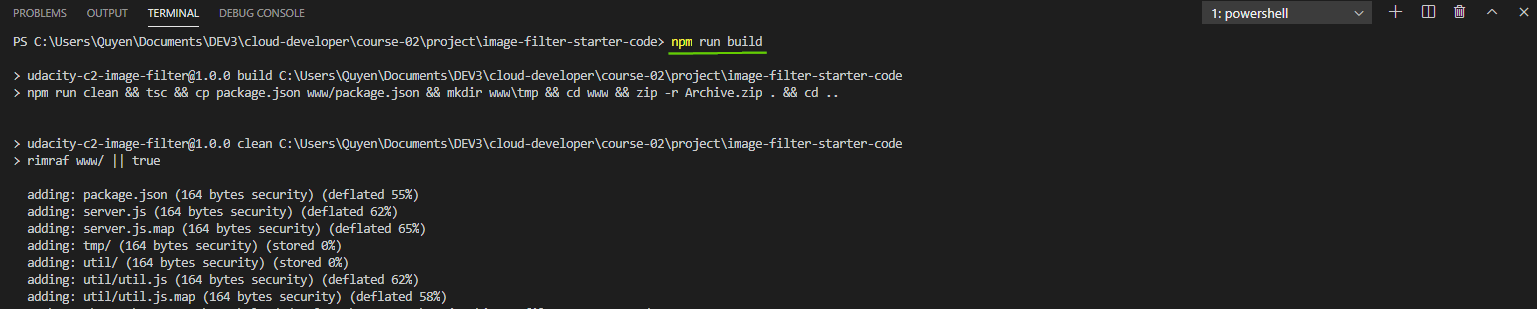 PROBLEMS OUTPUT TERMINAL DEBUG CONSOLE 1: powershell
PS C:\Users\Quyen\Documents\DEV3\cloud-developer\course-02\project\image-filter-starter-code> npm run build
> udacity-c2-image-filter@1.0.0 build C:\Users\Quyen\Documents\DEV3\cloud-developer\course-02\project\image-filter-starter-code
> npm run clean && tsc && cp package.json www/package.json && mkdir www\tmp && cd www && zip -r Archive.zip . && cd ..
> udacity-c2-image-filter@1.0.0 clean C:\Users\Quyen\Documents\DEV3\cloud-developer\course-02\project\image-filter-starter-code
> rimraf www/ || true
adding: package.json (164 bytes security) (deflated 55%)
adding: server.js (164 bytes security) (deflated 62%)
adding: server.js.map (164 bytes security) (deflated 65%)
adding: tmp/ (164 bytes security) (stored 0%)
adding: util/ (164 bytes security) (stored 0%)
adding: util/util.js (164 bytes security) (deflated 62%)
adding: util/util.js.map (164 bytes security) (deflated 58%)